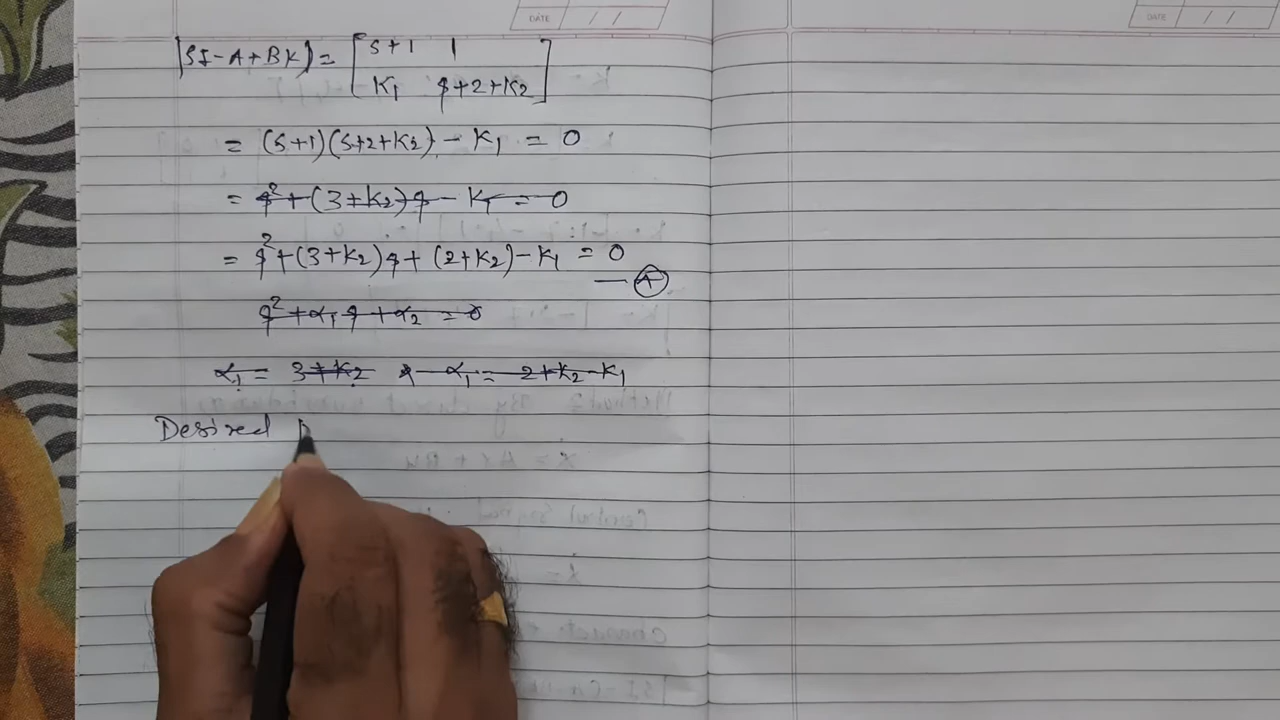 DATE / /
DATE / /
|SI-A+BK| = [S+1 1
K1 s+2+K2]
= (S+1)(S+2+K2) - K1 = 0
= s²+(3+K2)s - K1 = 0
= s²+(3+K2)s+(2+K2)-K1 = 0
— A
s²+α1s+α2 = 0
α1 = 3+K2 & α1 = 2+K2-K1
Desired